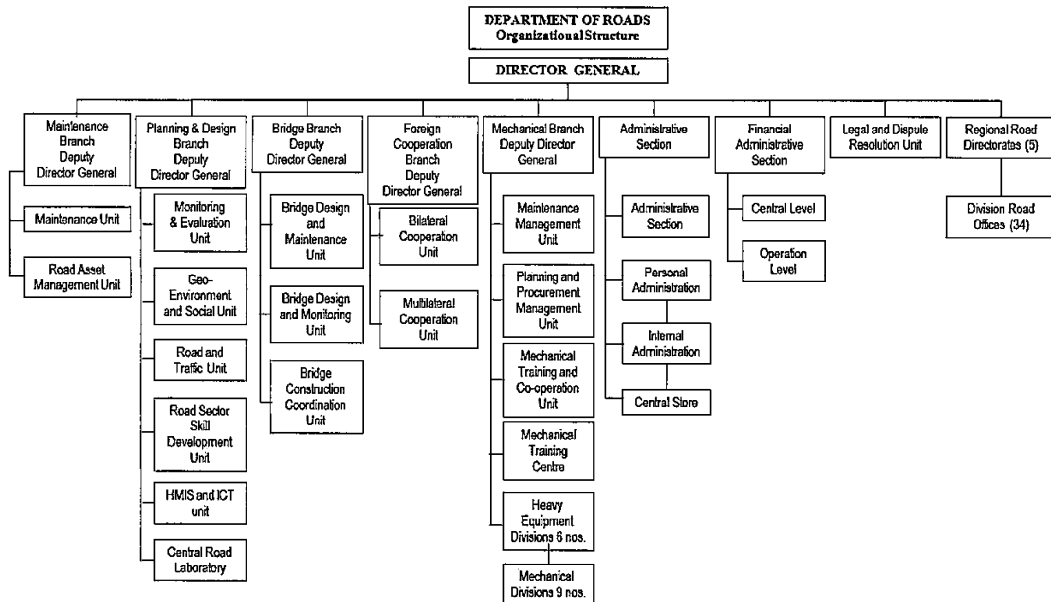 DEPARTMENT OF ROADS
Organizational Structure
DIRECTOR GENERAL
Maintenance
Branch
Deputy
Director General
Maintenance Unit
Road Asset
Management Unit
Planning & Design
Branch
Deputy
Director General
Monitoring
& Evaluation
Unit
Geo-
Environment
and Social Unit
Road and
Traffic Unit
Road Sector
Skill
Development
Unit
HMIS and ICT
unit
Central Road
Laboratory
Bridge Branch
Deputy
Director General
Bridge Design
and
Maintenance
Unit
Bridge Design
and Monitoring
Unit
Bridge
Construction
Coordination
Unit
Foreign
Cooperation
Branch
Deputy
Director General
Bilateral
Cooperation
Unit
Multilateral
Cooperation
Unit
Mechanical Branch
Deputy Director
General
Maintenance
Management
Unit
Planning and
Procurement
Management
Unit
Mechanical
Training and
Co-operation
Unit
Mechanical
Training
Centre
Heavy
Equipment
Divisions 6 nos.
Mechanical
Divisions 9 nos.
Administrative
Section
Administrative
Section
Personal
Administration
Internal
Administration
Central Store
Financial
Administrative
Section
Central Level
Operation
Level
Legal and Dispute
Resolution Unit
Regional Road
Directorates (5)
Division Road
Offices (34)